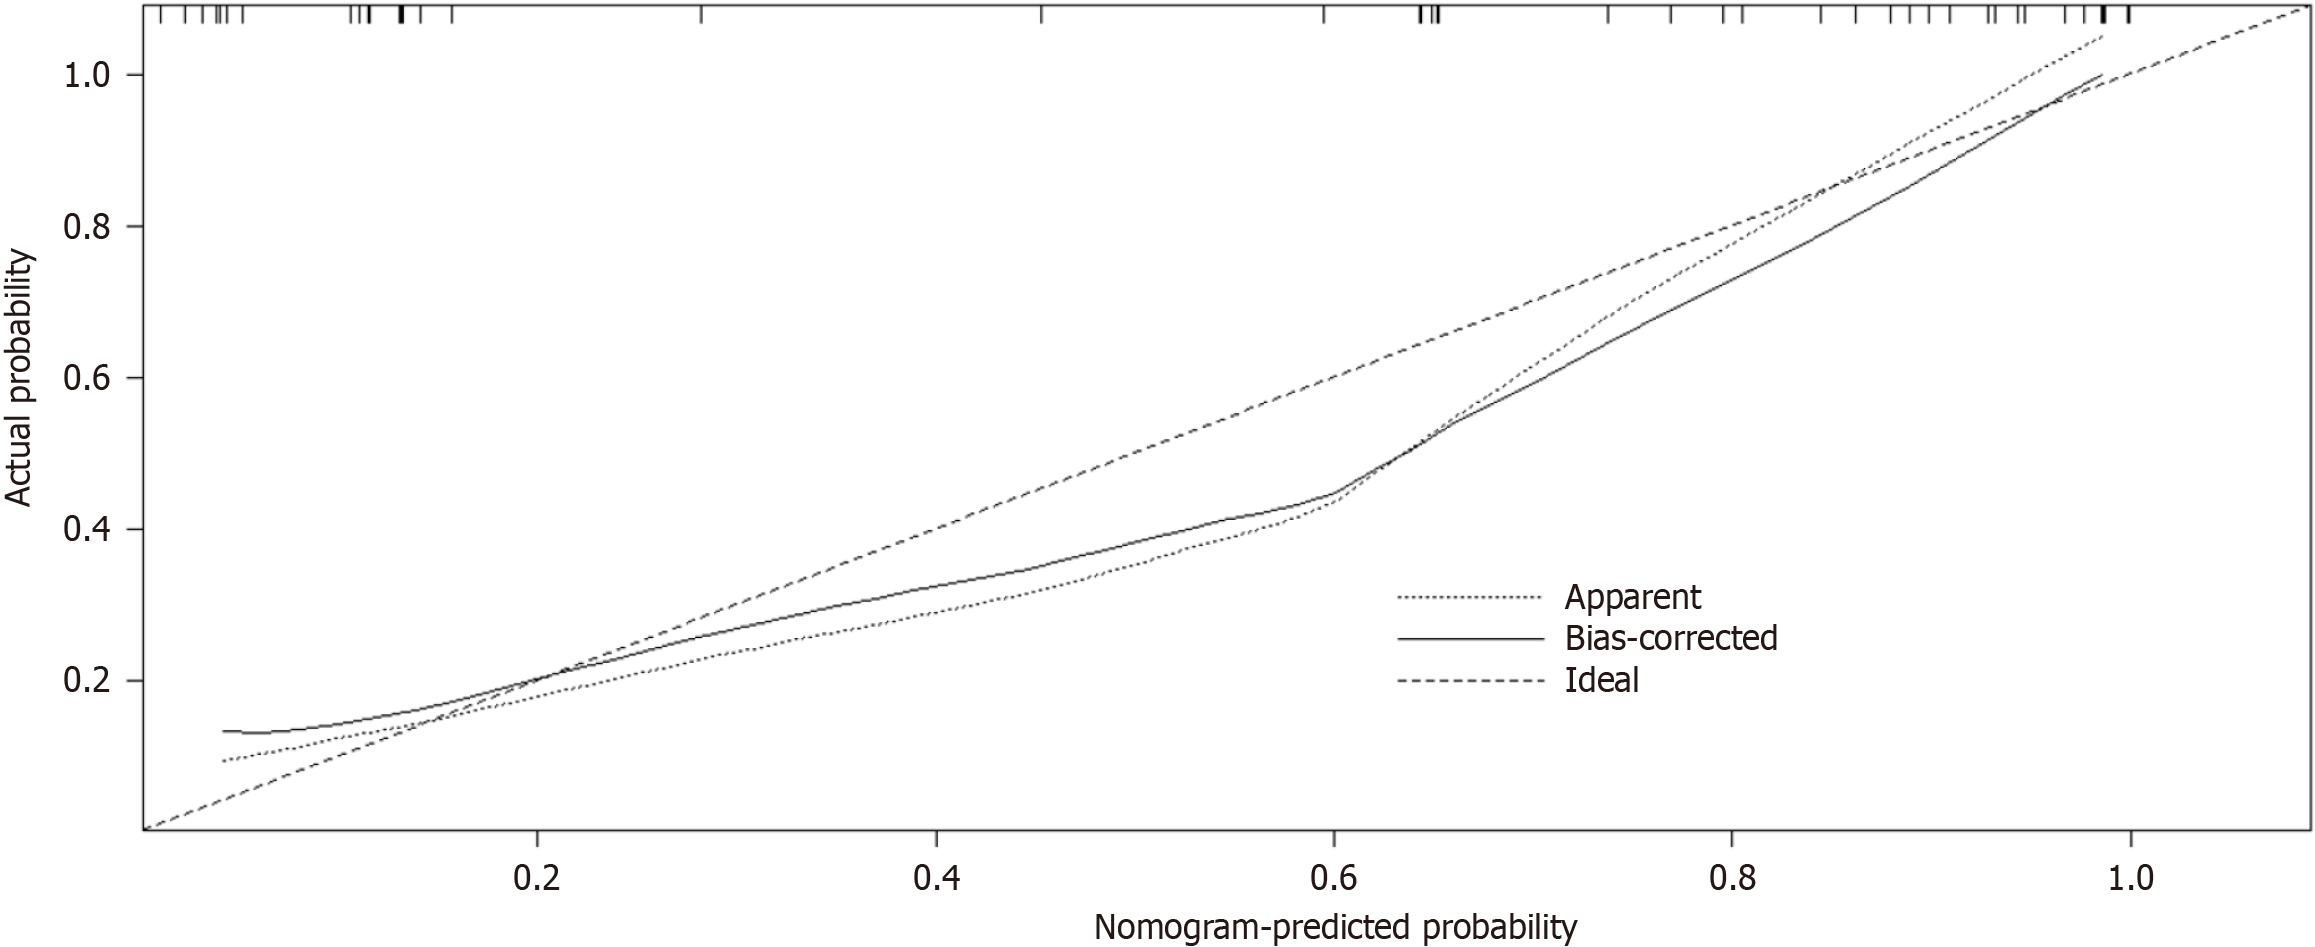 Actual probability
1.0
0.8
0.6
0.4
0.2
Apparent
Bias-corrected
Ideal
0.2 0.4 0.6 0.8 1.0
Nomogram-predicted probability